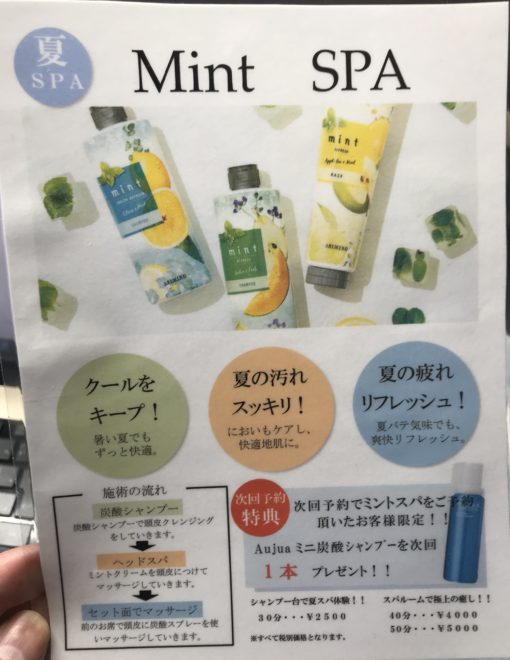 夏
SPA
Mint SPA
mint
mint
mint
MASK
ARIMINO
SHAMPOO
ARIMINO
SHAMPOO
ARIMINO
クールを
キープ！
暑い夏でも
ずっと快適。
夏の汚れ
スッキリ！
においもケアし、
快適地肌に。
夏の疲れ
リフレッシュ！
夏バテ気味でも、
爽快リフレッシュ。
施術の流れ
炭酸シャンプー
炭酸シャンプーで頭皮クレンジング
をしていきます。
ヘッドスパ
ミントクリームを頭皮につけて
マッサージしていきます。
セット面でマッサージ
前のお席で頭皮に炭酸スプレーを使
いマッサージしていきます。
次回予約
特典
次回予約でミントスパをご予約
頂いたお客様限定！！
Aujua ミニ炭酸シャンプーを次回
1本 プレゼント！！
シャンプー台で夏スパ体験！！
30分・・・¥2500
スパルームで極上の癒し！！
40分・・・¥4000
50分・・・¥5000
※すべて税別価格となります。